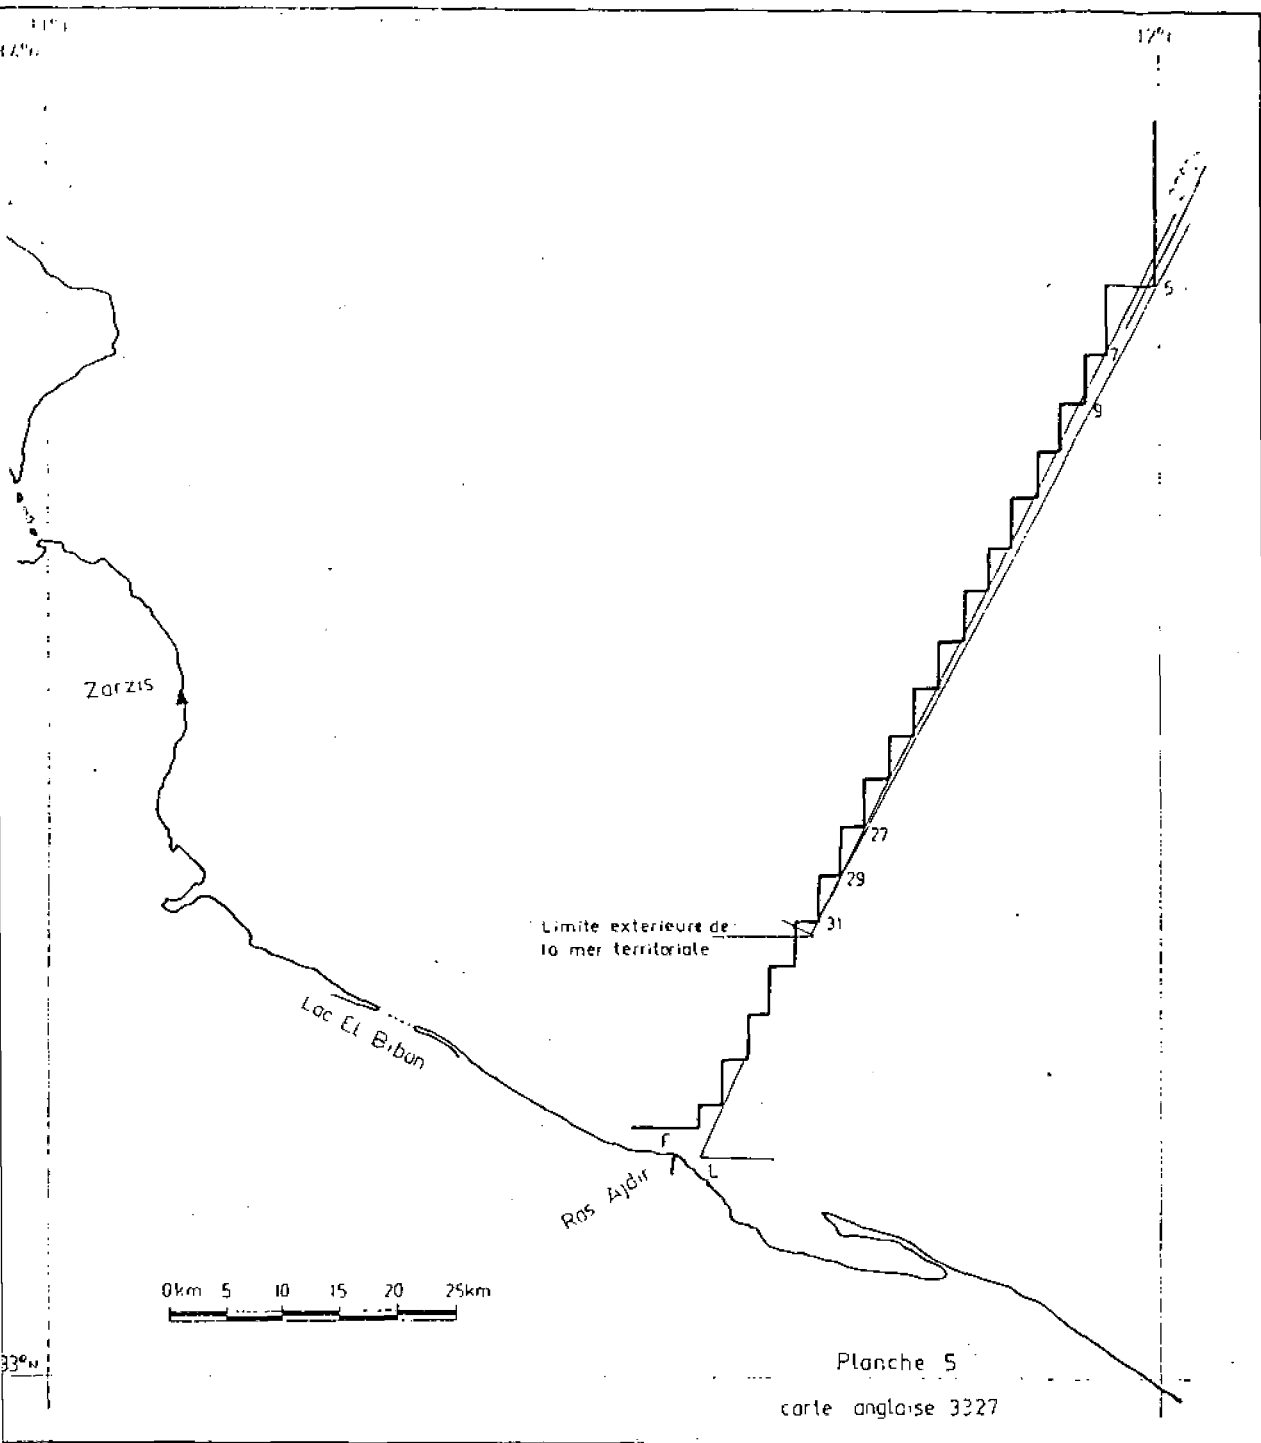 12°E
5
7
9
27
29
31
Limite exterieure de
la mer territoriale
Zarzis
Lac El Biban
F
L
Ras Ajdir
0km 5 10 15 20 25km
33°N
Planche 5
carte anglaise 3327